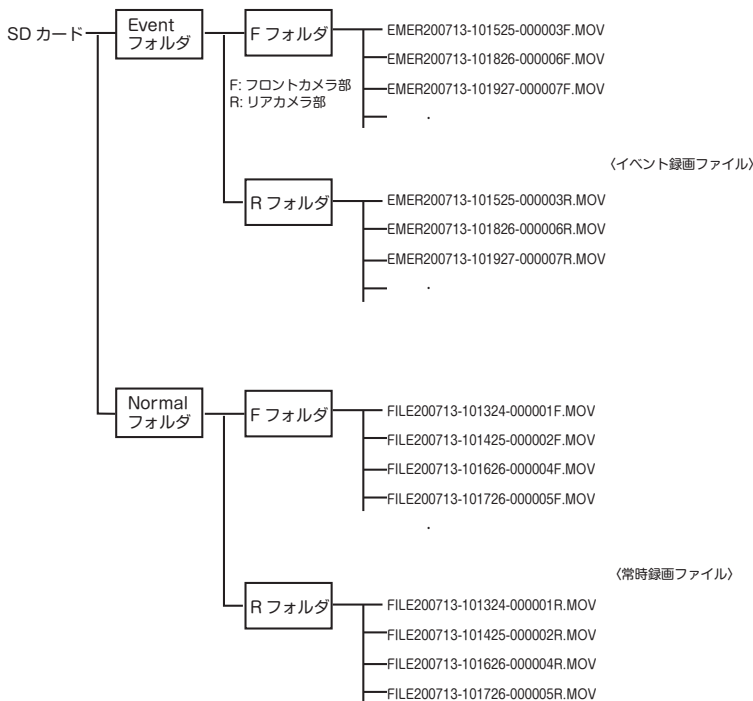 SD カード
Event
フォルダ
F フォルダ
EMER200713-101525-000003F.MOV
EMER200713-101826-000006F.MOV
EMER200713-101927-000007F.MOV
.
F: フロントカメラ部
R: リアカメラ部
〈イベント録画ファイル〉
R フォルダ
EMER200713-101525-000003R.MOV
EMER200713-101826-000006R.MOV
EMER200713-101927-000007R.MOV
.
Normal
フォルダ
F フォルダ
FILE200713-101324-000001F.MOV
FILE200713-101425-000002F.MOV
FILE200713-101626-000004F.MOV
FILE200713-101726-000005F.MOV
.
〈常時録画ファイル〉
R フォルダ
FILE200713-101324-000001R.MOV
FILE200713-101425-000002R.MOV
FILE200713-101626-000004R.MOV
FILE200713-101726-000005R.MOV